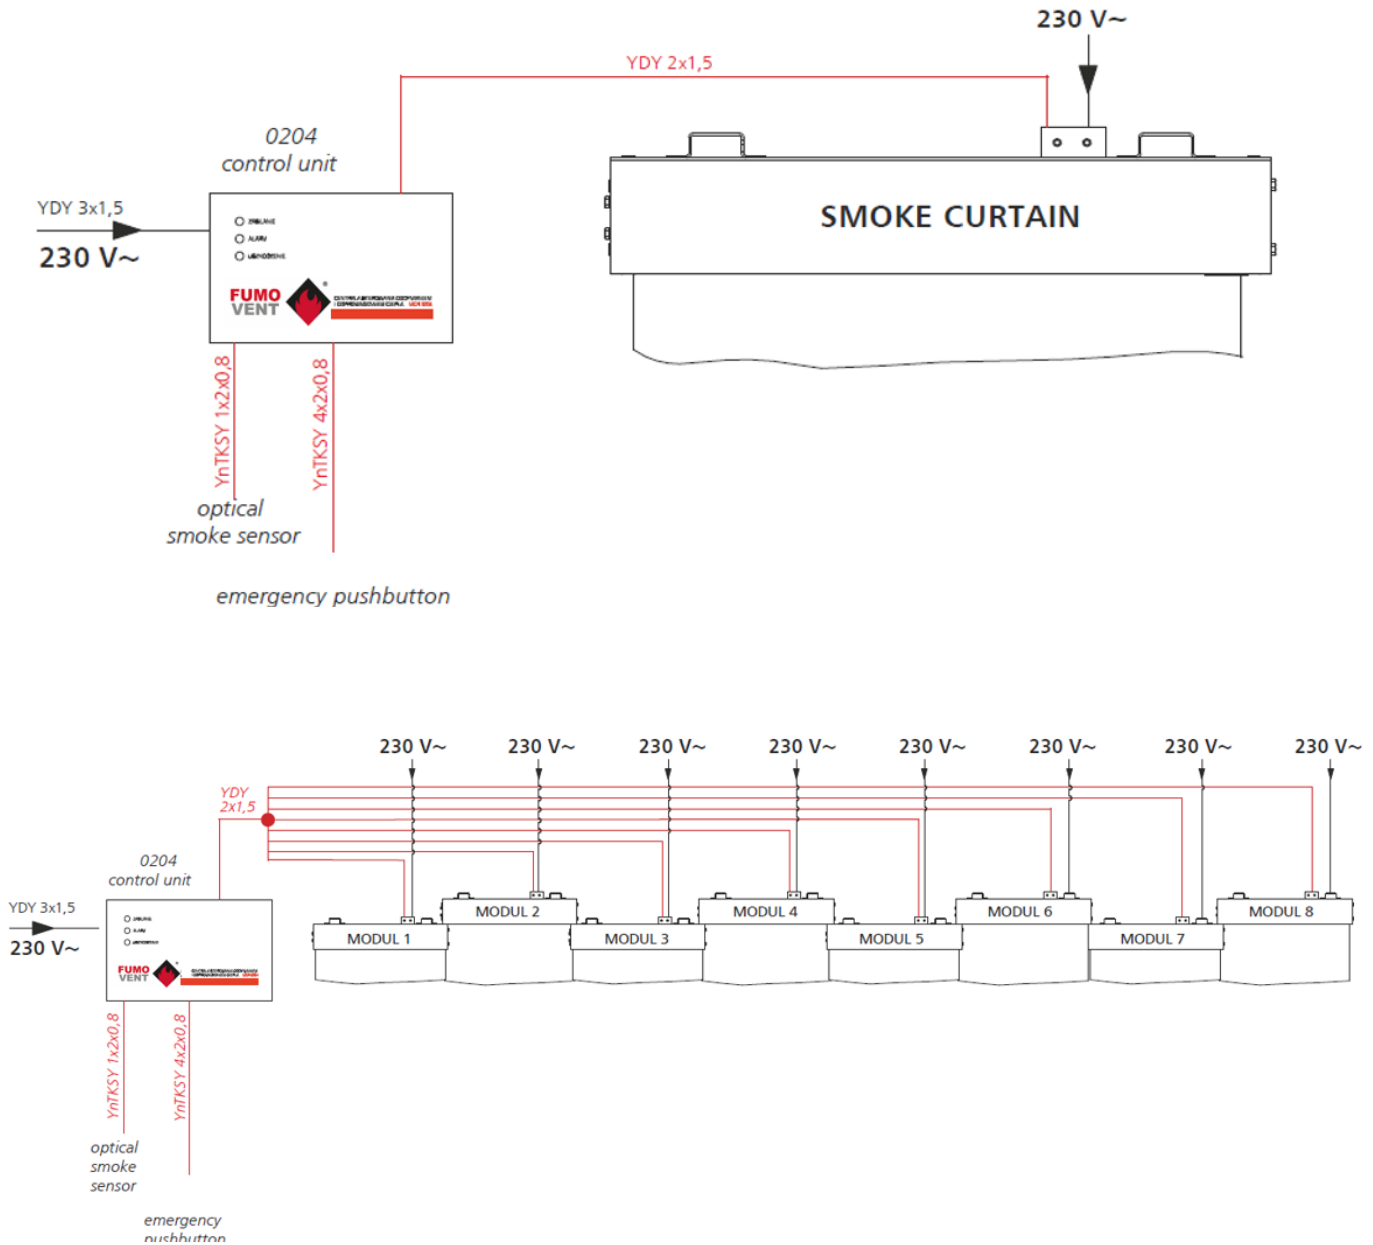 230 V~
YDY 2x1,5
0204
control unit
YDY 3x1,5
230 V~
ALARM
FUMO
VENT
®
SMOKE CURTAIN
YnTKSY 1x2x0,8
YnTKSY 4x2x0,8
optical
smoke sensor
emergency pushbutton
230 V~ 230 V~ 230 V~ 230 V~ 230 V~ 230 V~ 230 V~ 230 V~
YDY
2x1,5
0204
control unit
YDY 3x1,5
230 V~
FUMO
VENT
MODUL 1
MODUL 2
MODUL 3
MODUL 4
MODUL 5
MODUL 6
MODUL 7
MODUL 8
YnTKSY 1x2x0,8
YnTKSY 4x2x0,8
optical
smoke
sensor
emergency
pushbutton